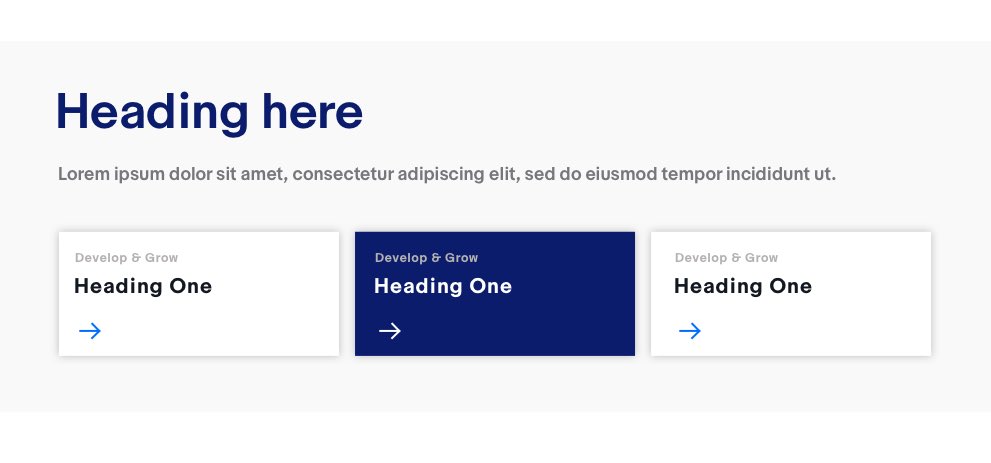 Heading here
Lorem ipsum dolor sit amet, consectetur adipiscing elit, sed do eiusmod tempor incididunt ut.
Develop & Grow
Heading One
Develop & Grow
Heading One
Develop & Grow
Heading One